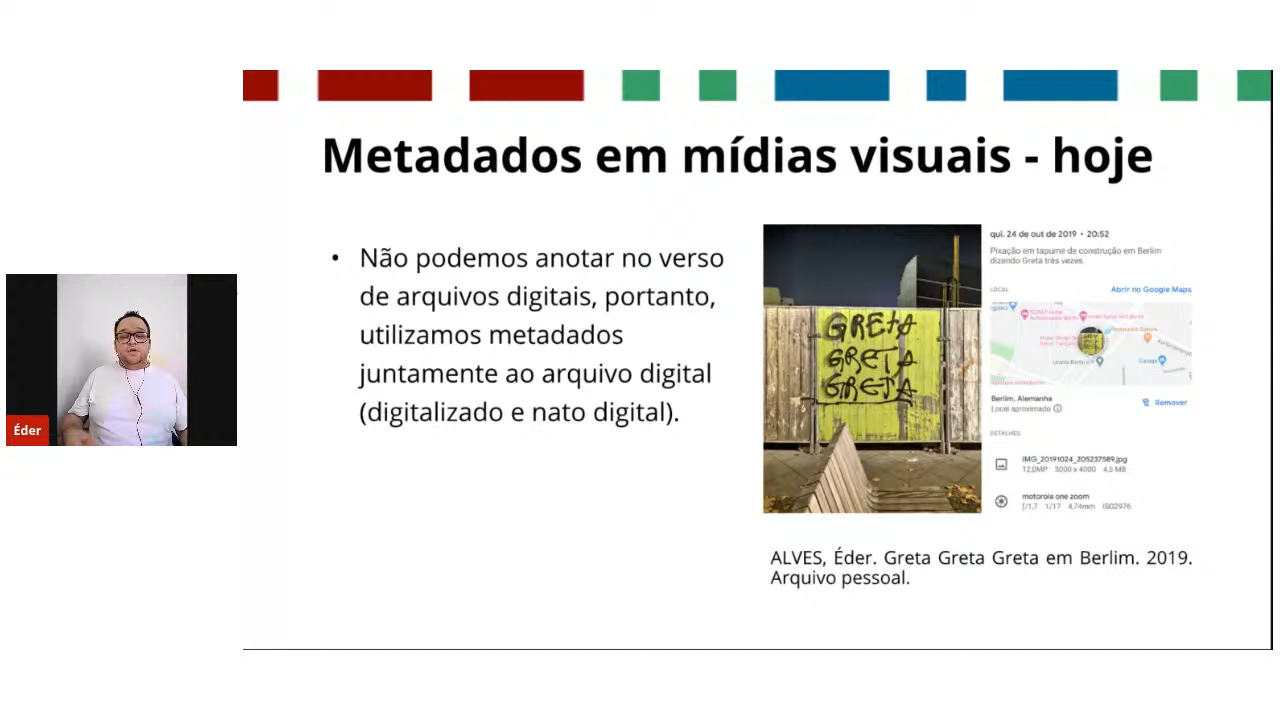 Metadados em mídias visuais - hoje
• Não podemos anotar no verso
de arquivos digitais, portanto,
utilizamos metadados
juntamente ao arquivo digital
(digitalizado e nato digital).
GRETA
GRETA
GRETA
qui. 24 de out de 2019 • 20:52
Pixação em tapume de construção em Berlim
dizendo Greta três vezes.
LOCAL
Abrir no Google Maps
Berlim, Alemanha
Local aproximado
Remover
DETALHES
IMG_20191024_205237589.jpg
12,0MP 3000 x 4000 4,5 MB
motorola one zoom
f/1,7 1/17 4,74mm ISO2976
ALVES, Éder. Greta Greta Greta em Berlim. 2019.
Arquivo pessoal.
Éder